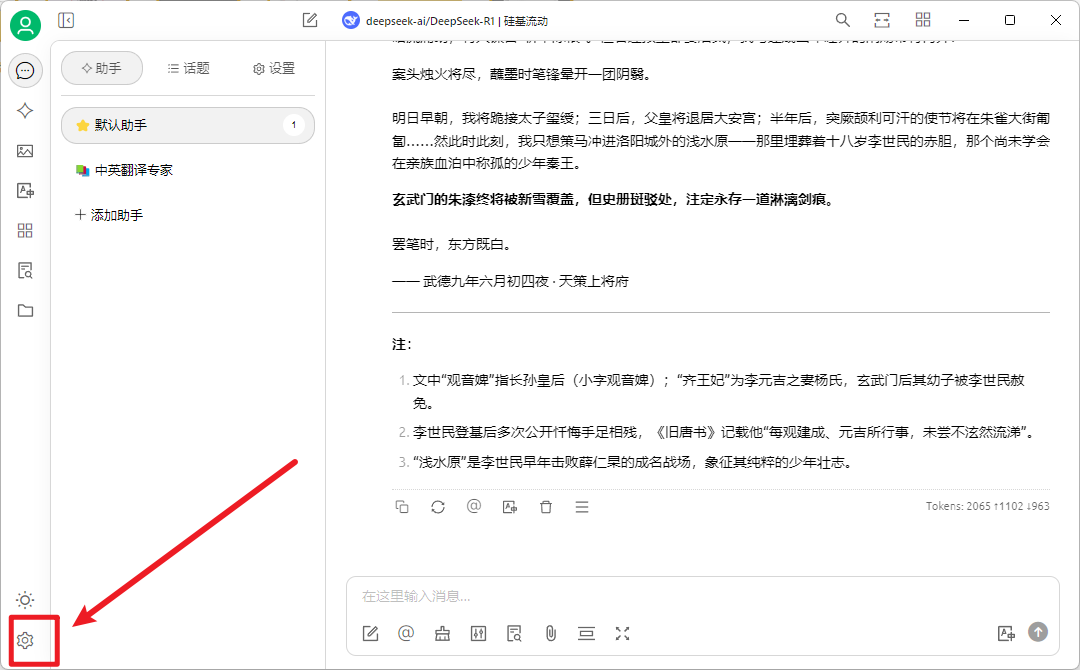 deepseek-ai/DeepSeek-R1 | 硅基流动
助手
话题
设置
默认助手
1
中英翻译专家
添加助手
案头烛火将尽，蘸墨时笔锋晕开一团阴翳。
明日早朝，我将跪接太子玺绶；三日后，父皇将退居大安宫；半年后，突厥颉利可汗的使节将在朱雀大街匍
匐……然此时此刻，我只想策马冲进洛阳城外的浅水原——那里埋葬着十八岁李世民的赤胆，那个尚未学会
在亲族血泊中称孤的少年秦王。
玄武门的朱漆终将被新雪覆盖，但史册斑驳处，注定永存一道淋漓剑痕。
罢笔时，东方既白。
—— 武德九年六月初四夜 · 天策上将府
注：
1. 文中“观音婢”指长孙皇后（小字观音婢）；“齐王妃”为李元吉之妻杨氏，玄武门后其幼子被李世民赦
免。
2. 李世民登基后多次公开忏悔手足相残，《旧唐书》记载他“每观建成、元吉所行事，未尝不泫然流涕”。
3. “浅水原”是李世民早年击败薛仁杲的成名战场，象征其纯粹的少年壮志。
Tokens: 2065 ↑1102 ↓963
在这里输入消息...